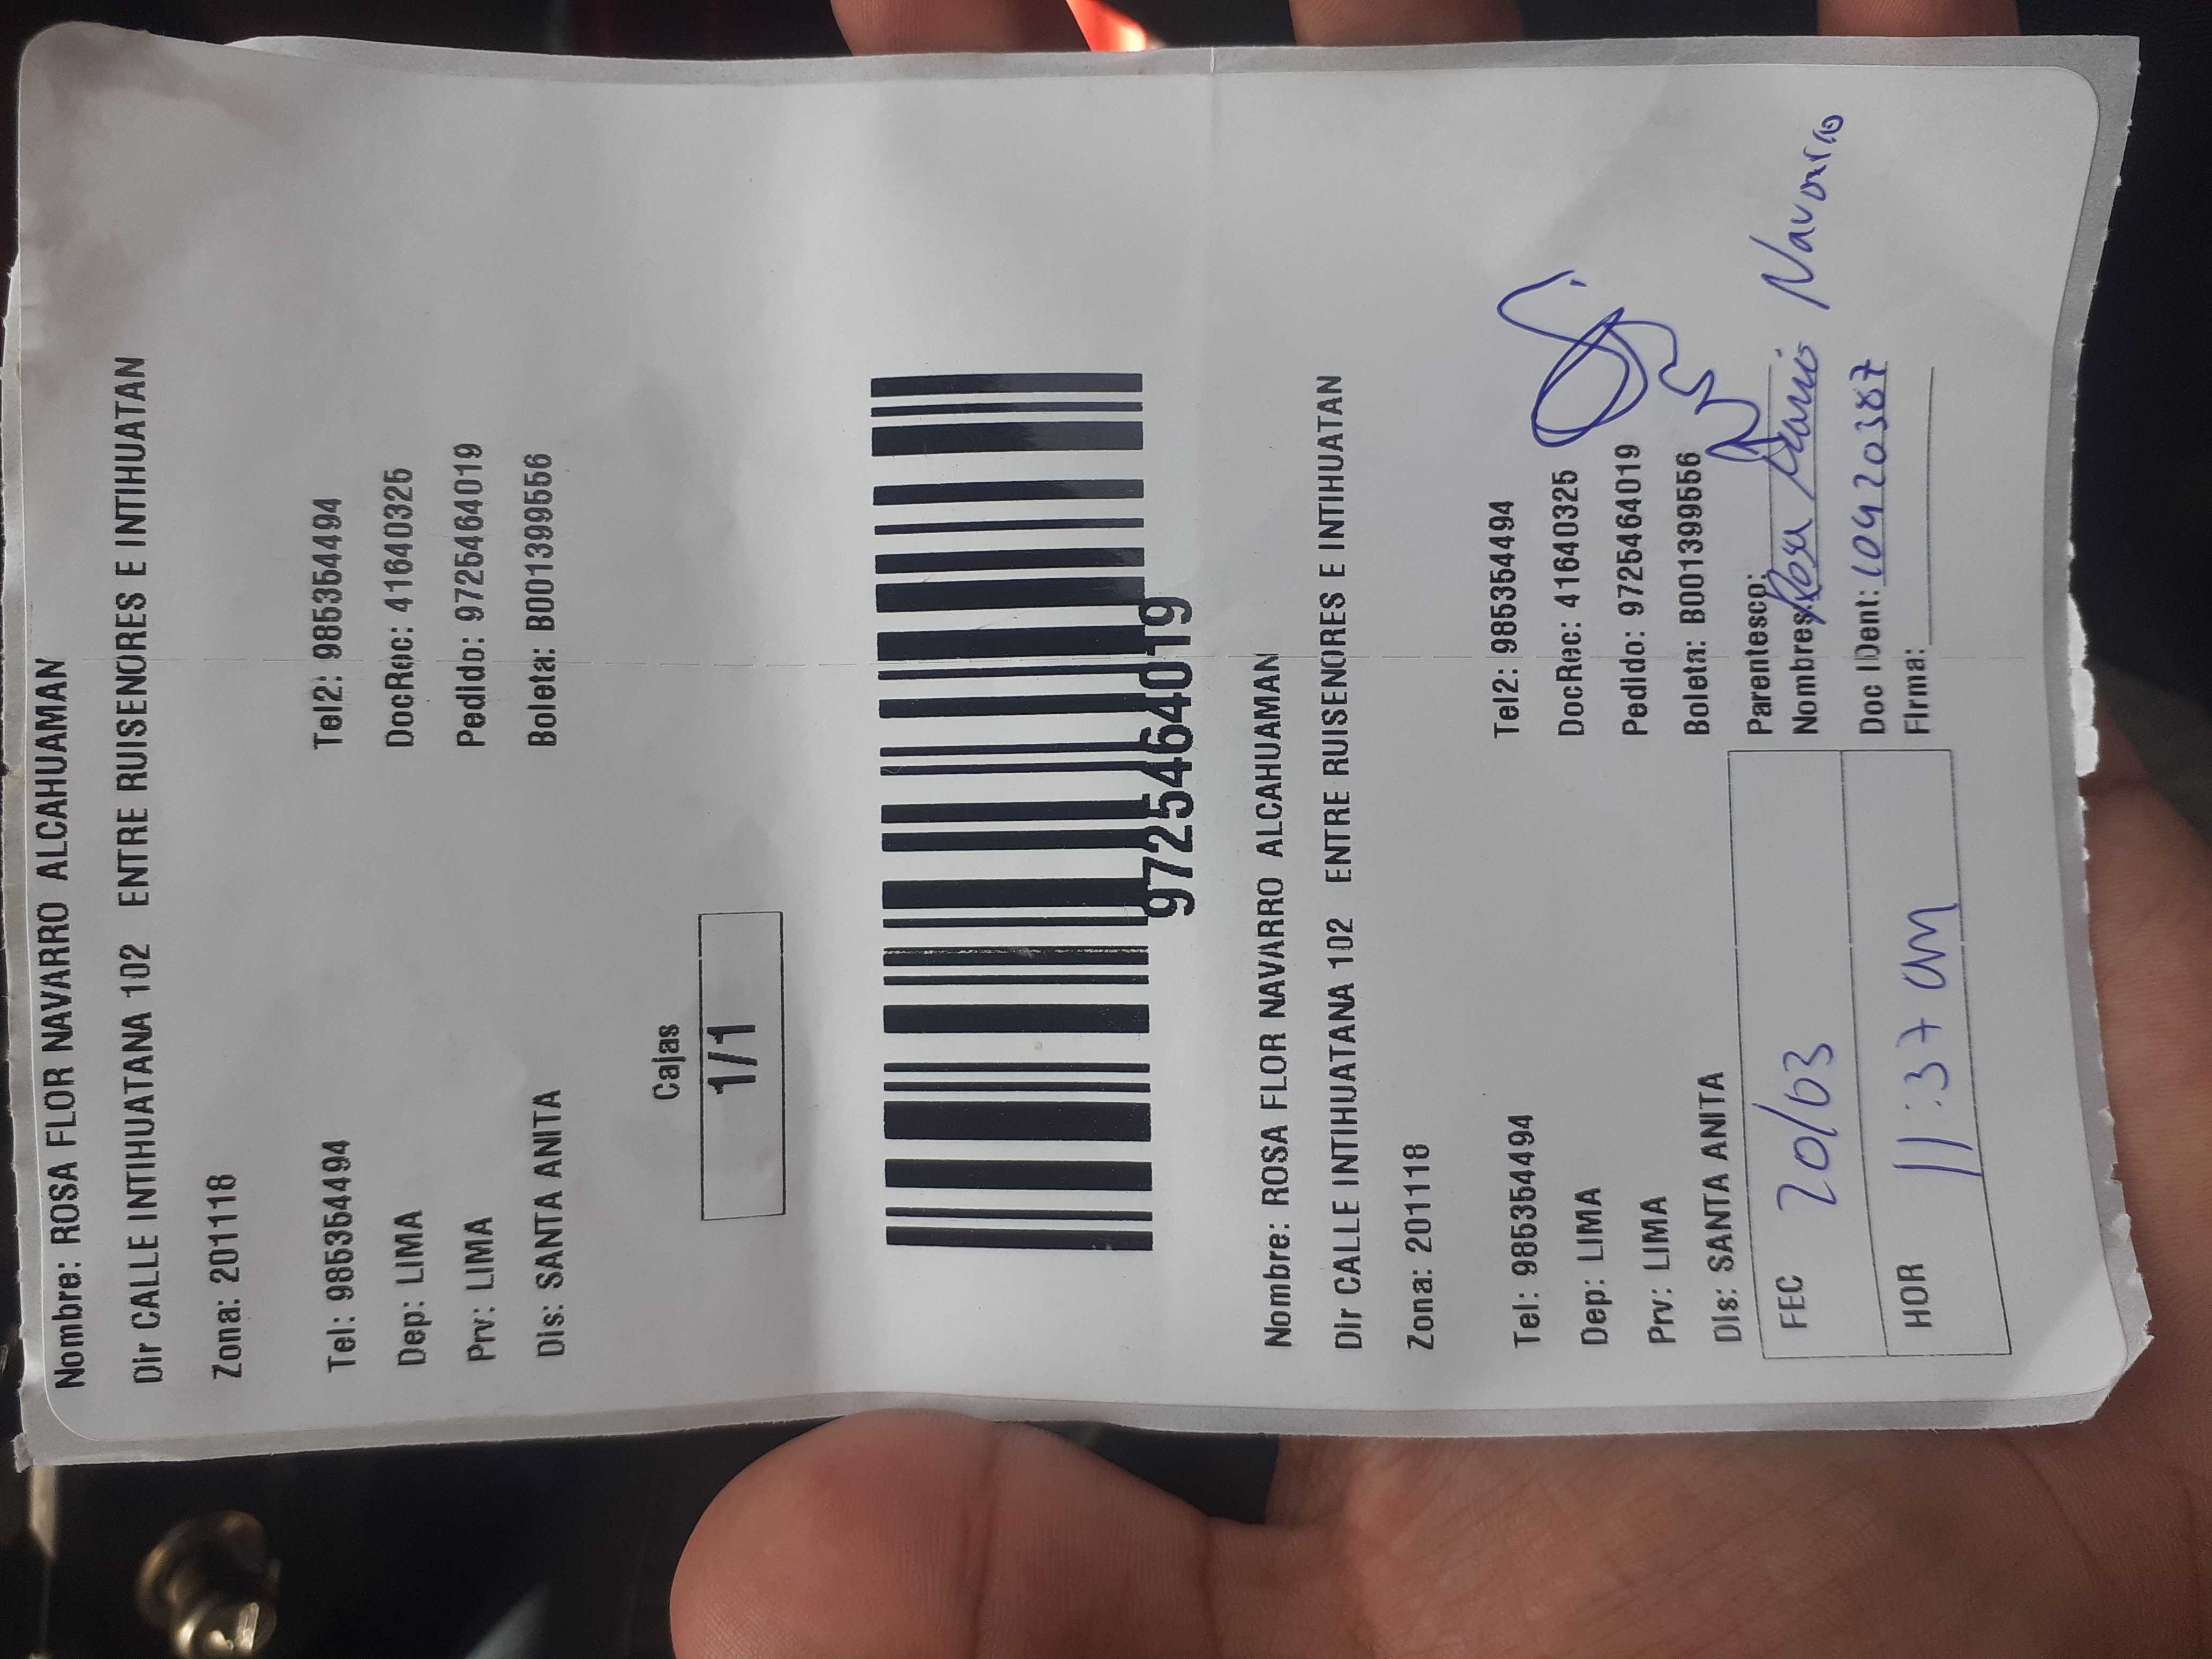 Nombre: ROSA FLOR NAVARRO ALCAHUAMAN
Dir CALLE INTIHUATANA 102 ENTRE RUISENORES E INTIHUATAN
Zona: 201118
Tel: 985354494 Tel2: 985354494
Dep: LIMA DocRec: 41640325
Prv: LIMA Pedido: 9725464019
Dis: SANTA ANITA Boleta: B001399556
Cajas
1/1
9725464019
Nombre: ROSA FLOR NAVARRO ALCAHUAMAN
Dir CALLE INTIHUATANA 102 ENTRE RUISENORES E INTIHUATAN
Zona: 201118
Tel: 985354494 Tel2: 985354494
Dep: LIMA DocRec: 41640325
Prv: LIMA Pedido: 9725464019
Dis: SANTA ANITA Boleta: B001399556
FEC 20/03 Parentesco:
Nombres: Rosa Navarro
HOR 11:37 am Doc IDent: 10420387
Firma: